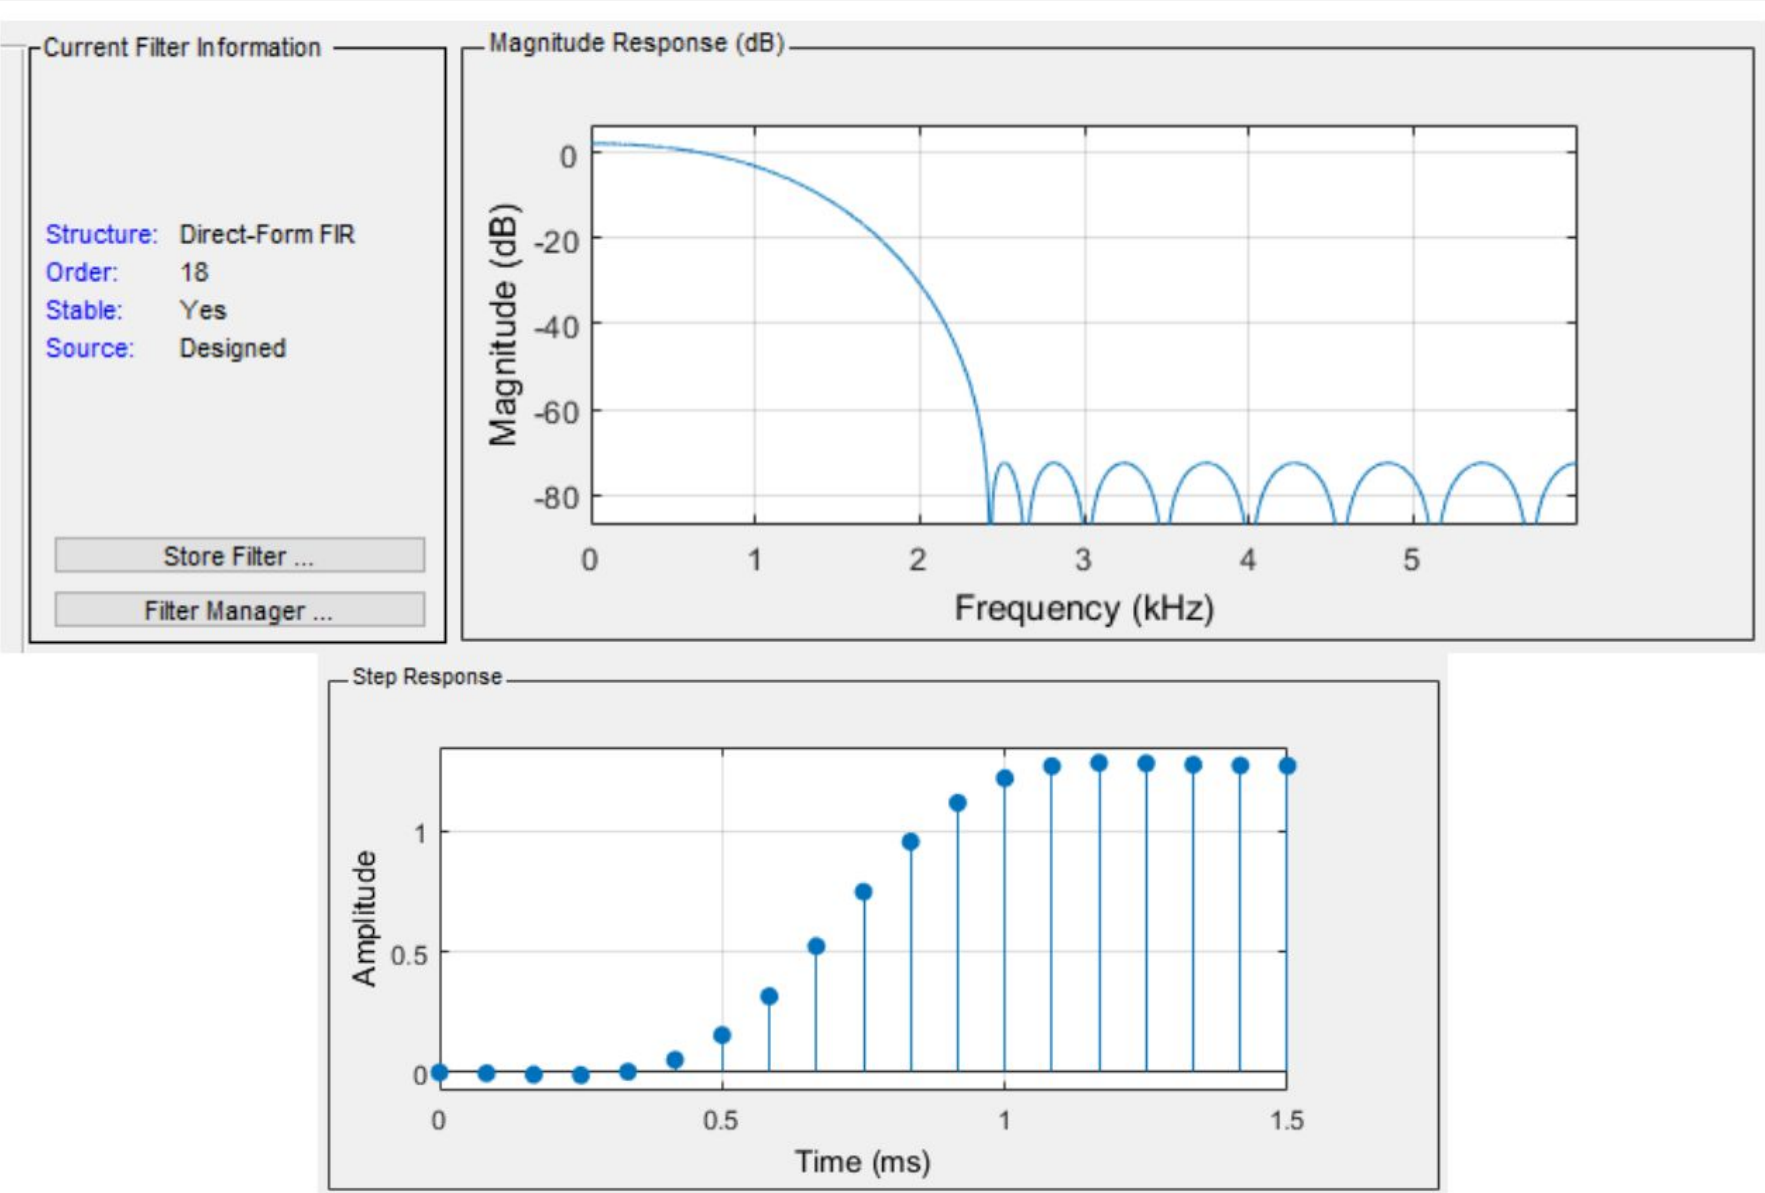 Current Filter Information
Structure: Direct-Form FIR
Order: 18
Stable: Yes
Source: Designed
Store Filter ...
Filter Manager ...
Magnitude Response (dB)
Magnitude (dB)
0
-20
-40
-60
-80
0 1 2 3 4 5
Frequency (kHz)
Step Response
Amplitude
1
0.5
0
0 0.5 1 1.5
Time (ms)